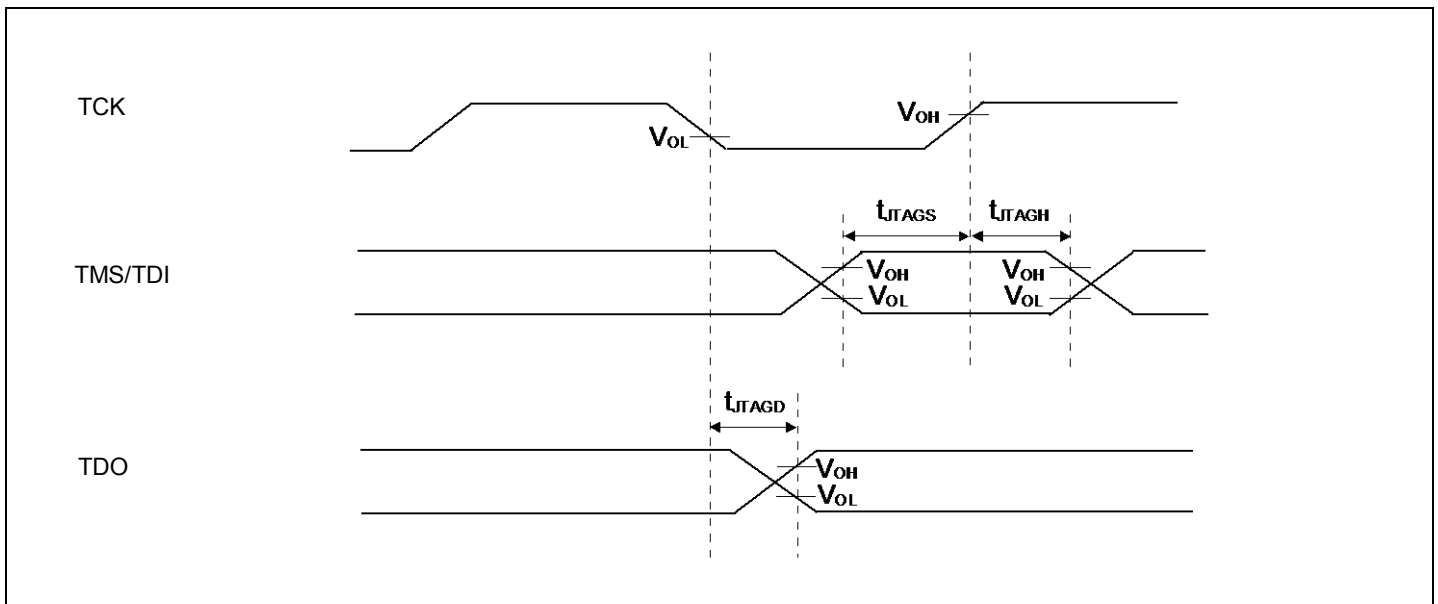 TCK
VOL
VOH
tJTAGS
tJTAGH
TMS/TDI
VOH
VOH
VOL
VOL
tJTAGD
TDO
VOH
VOL